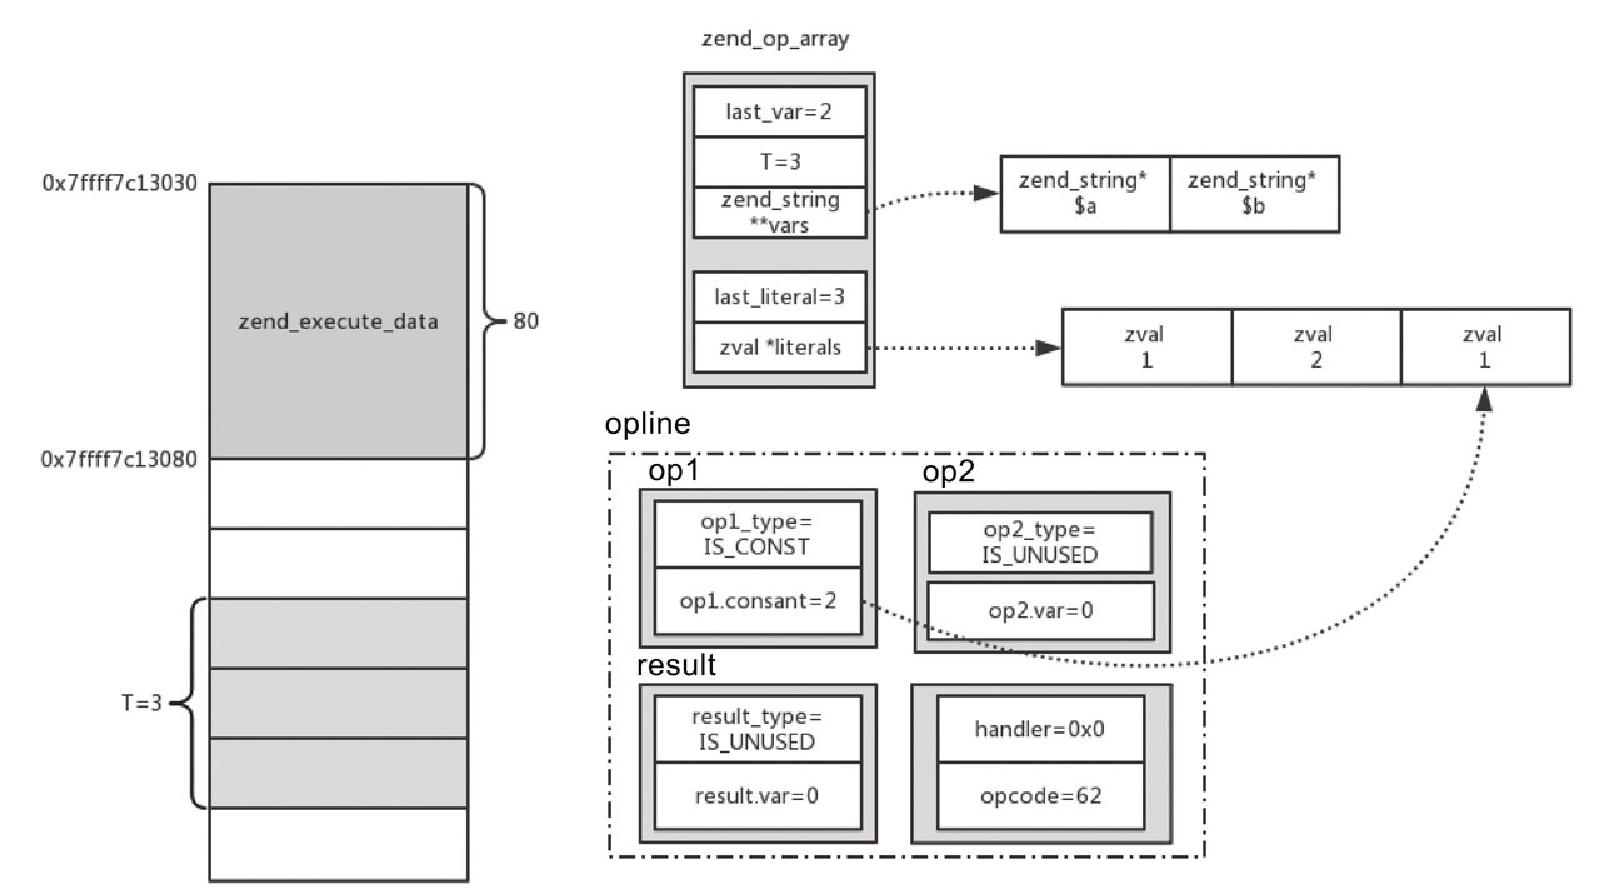 zend_op_array
last_var=2
T=3
zend_string
**vars
last_literal=3
zval *literals
zend_string*
$a
zend_string*
$b
zval
1
zval
2
zval
1
0x7ffff7c13030
zend_execute_data
80
0x7ffff7c13080
T=3
opline
op1
op1_type=
IS_CONST
op1.consant=2
op2
op2_type=
IS_UNUSED
op2.var=0
result
result_type=
IS_UNUSED
result.var=0
handler=0x0
opcode=62